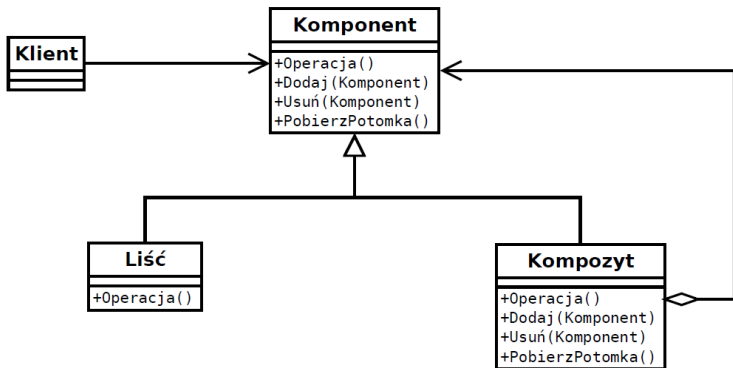 Komponent
+Operacja()
+Dodaj(Komponent)
+Usuń(Komponent)
+PobierzPotomka()
Klient
Liść
+Operacja()
Kompozyt
+Operacja()
+Dodaj(Komponent)
+Usuń(Komponent)
+PobierzPotomka()